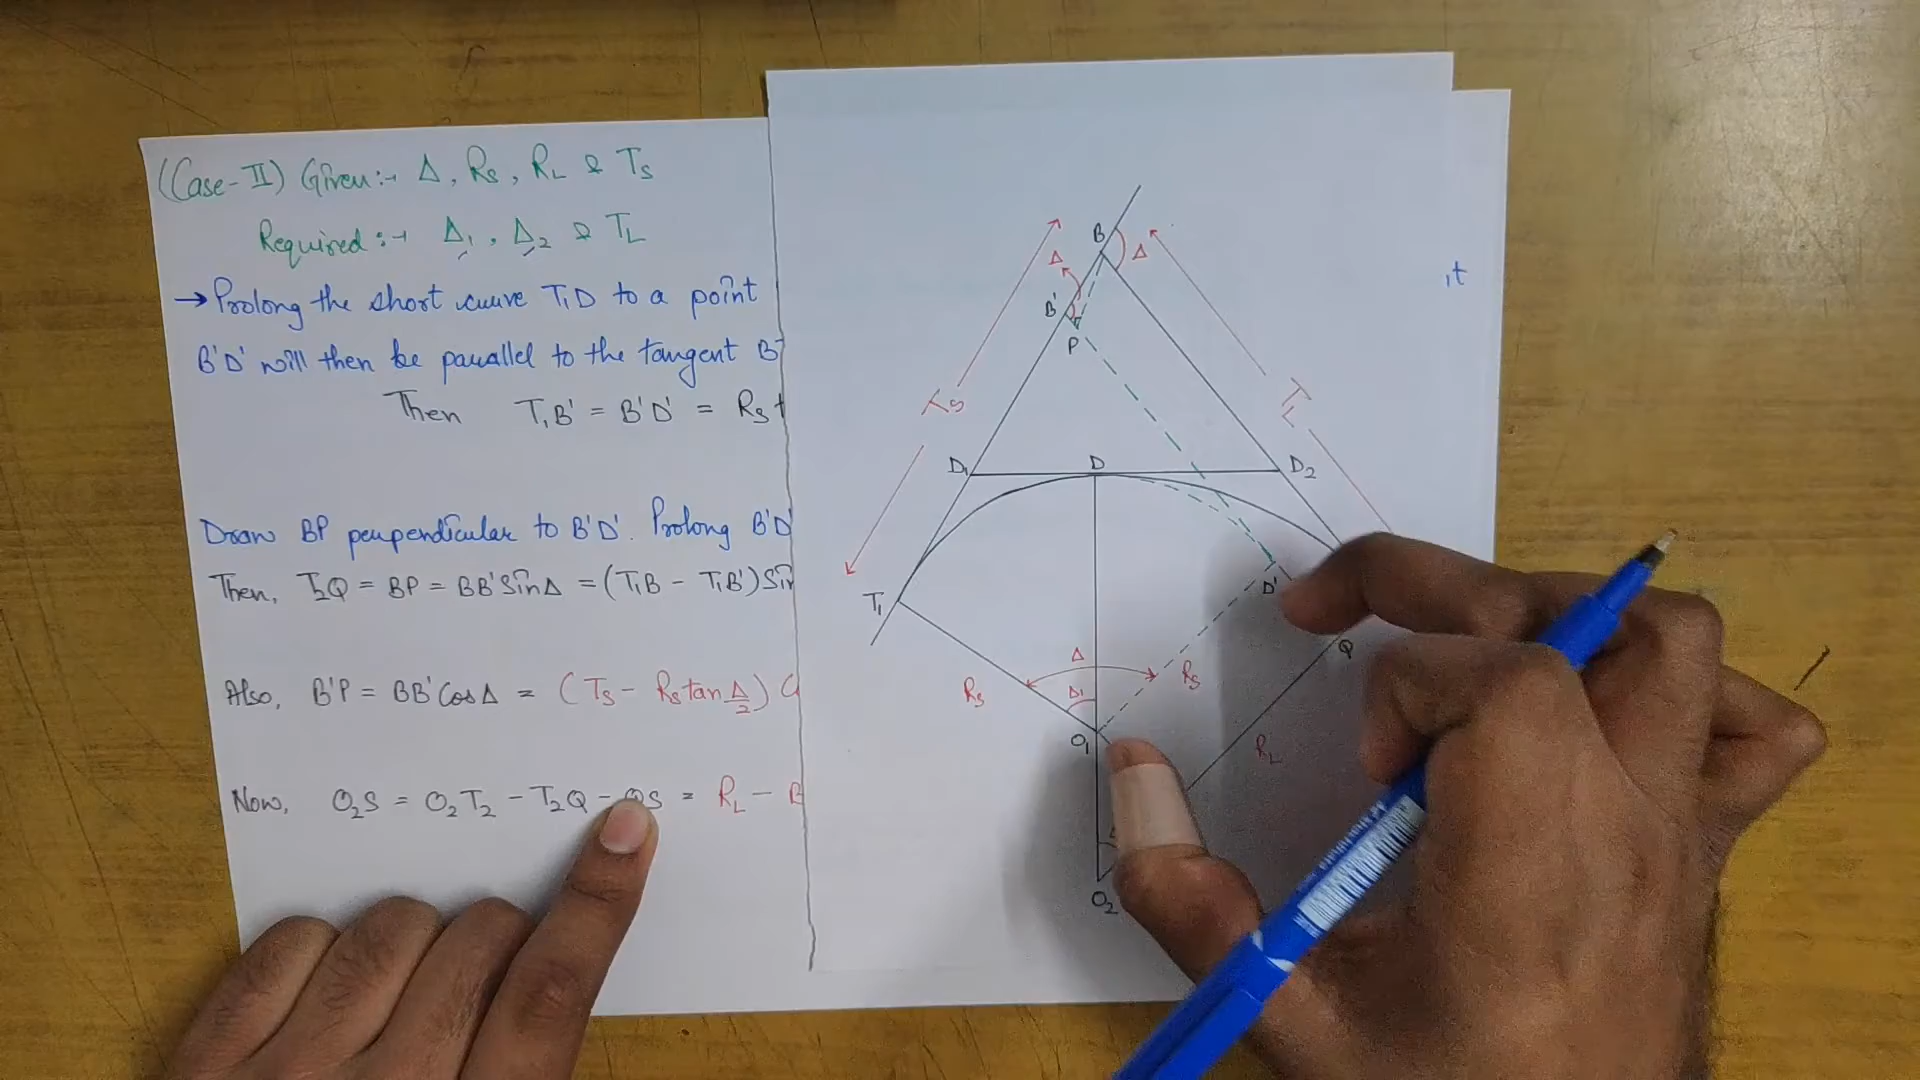 (Case-II) Given:- Δ, Rs, RL & Ts
Required:- Δ1, Δ2 & TL
→ Prolong the short curve T1D to a point
B'D' will then be parallel to the tangent B
Then T1B' = B'D' = Rs t
Draw BP perpendicular to B'D'. Prolong B'D'
Then, T2Q = BP = BB'SinΔ = (T1B - T1B') Sin
Also, B'P = BB'CosΔ = (Ts - Rs tan Δ/2) C
Now, O2S = O2T2 - T2Q - QS = RL -
B
Δ
Δ
B'
P
Ts
TL
D1
D
D2
T1
D'
Q
Δ
Rs
Δ1
Rs
O1
RL
O2
,t